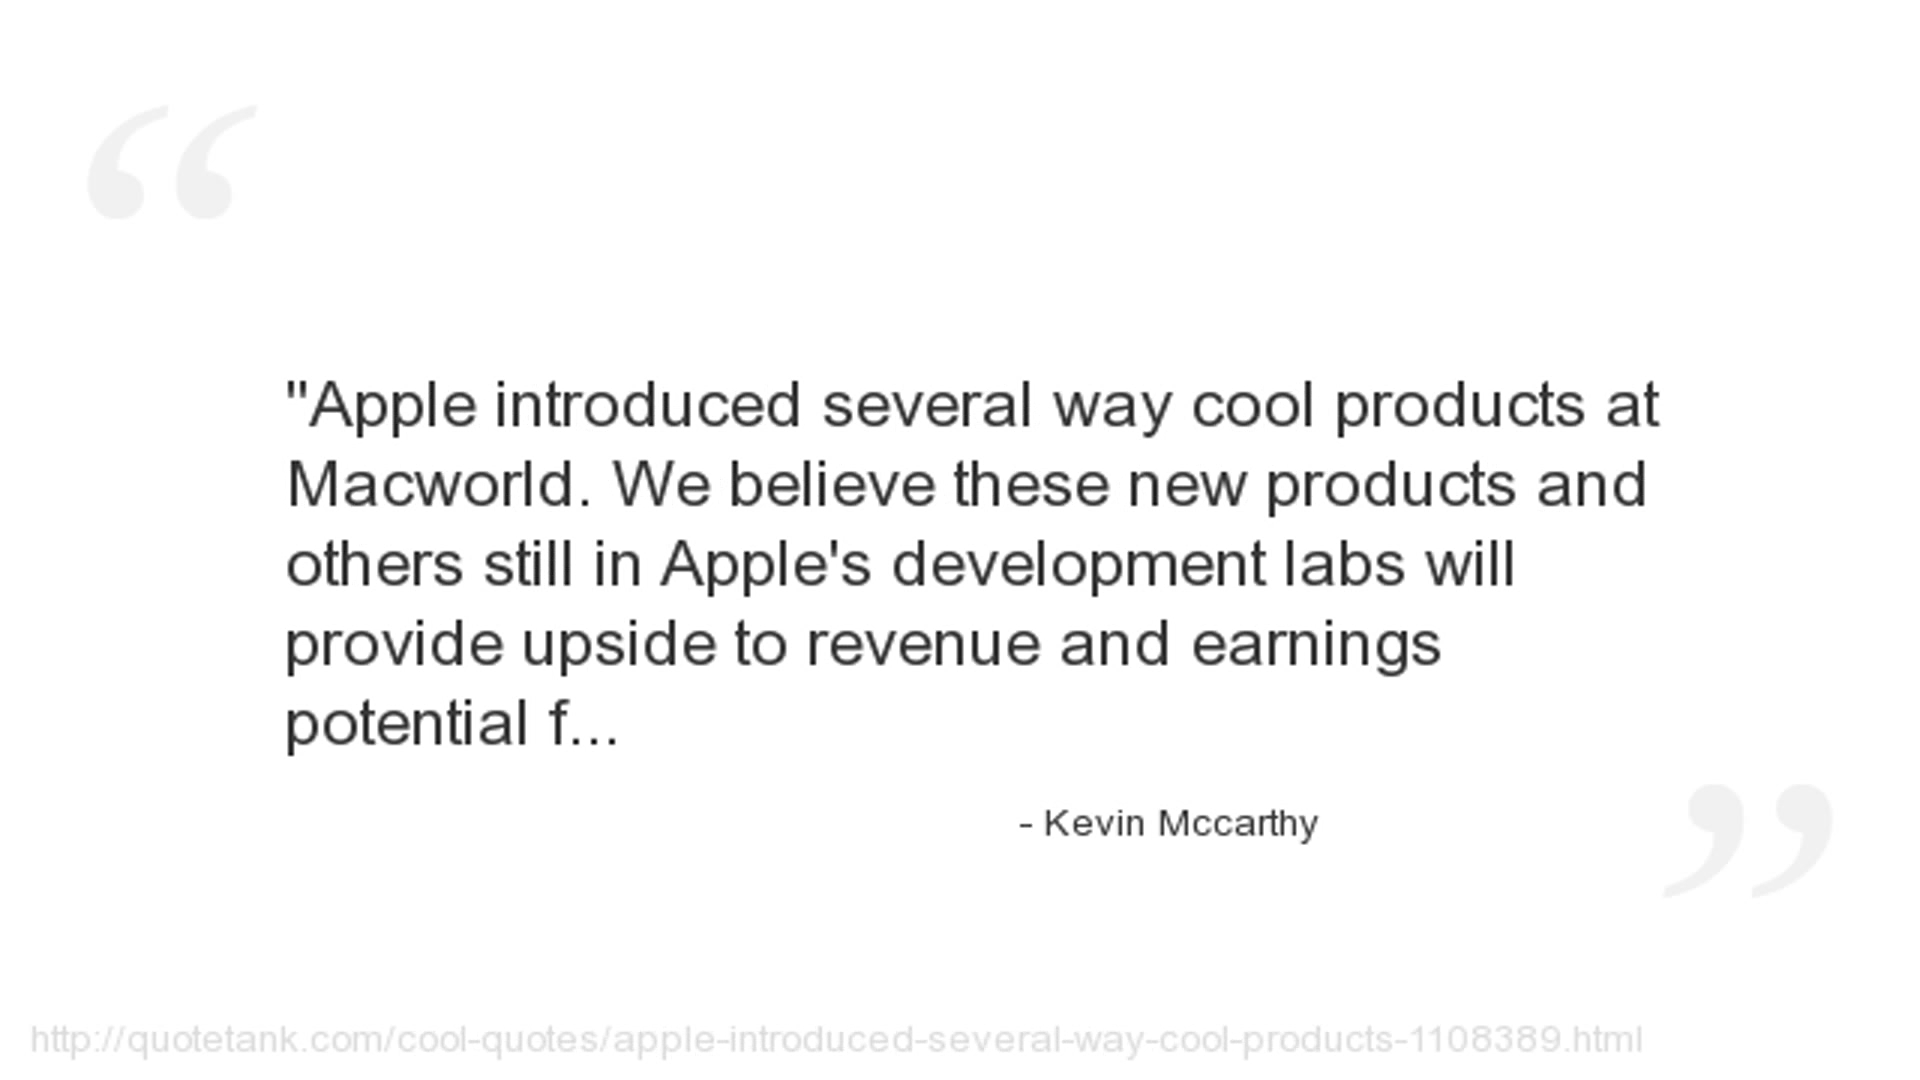 "Apple introduced several way cool products at
Macworld. We believe these new products and
others still in Apple's development labs will
provide upside to revenue and earnings
potential f...
- Kevin Mccarthy
http://quotetank.com/cool-quotes/apple-introduced-several-way-cool-products-1108389.html